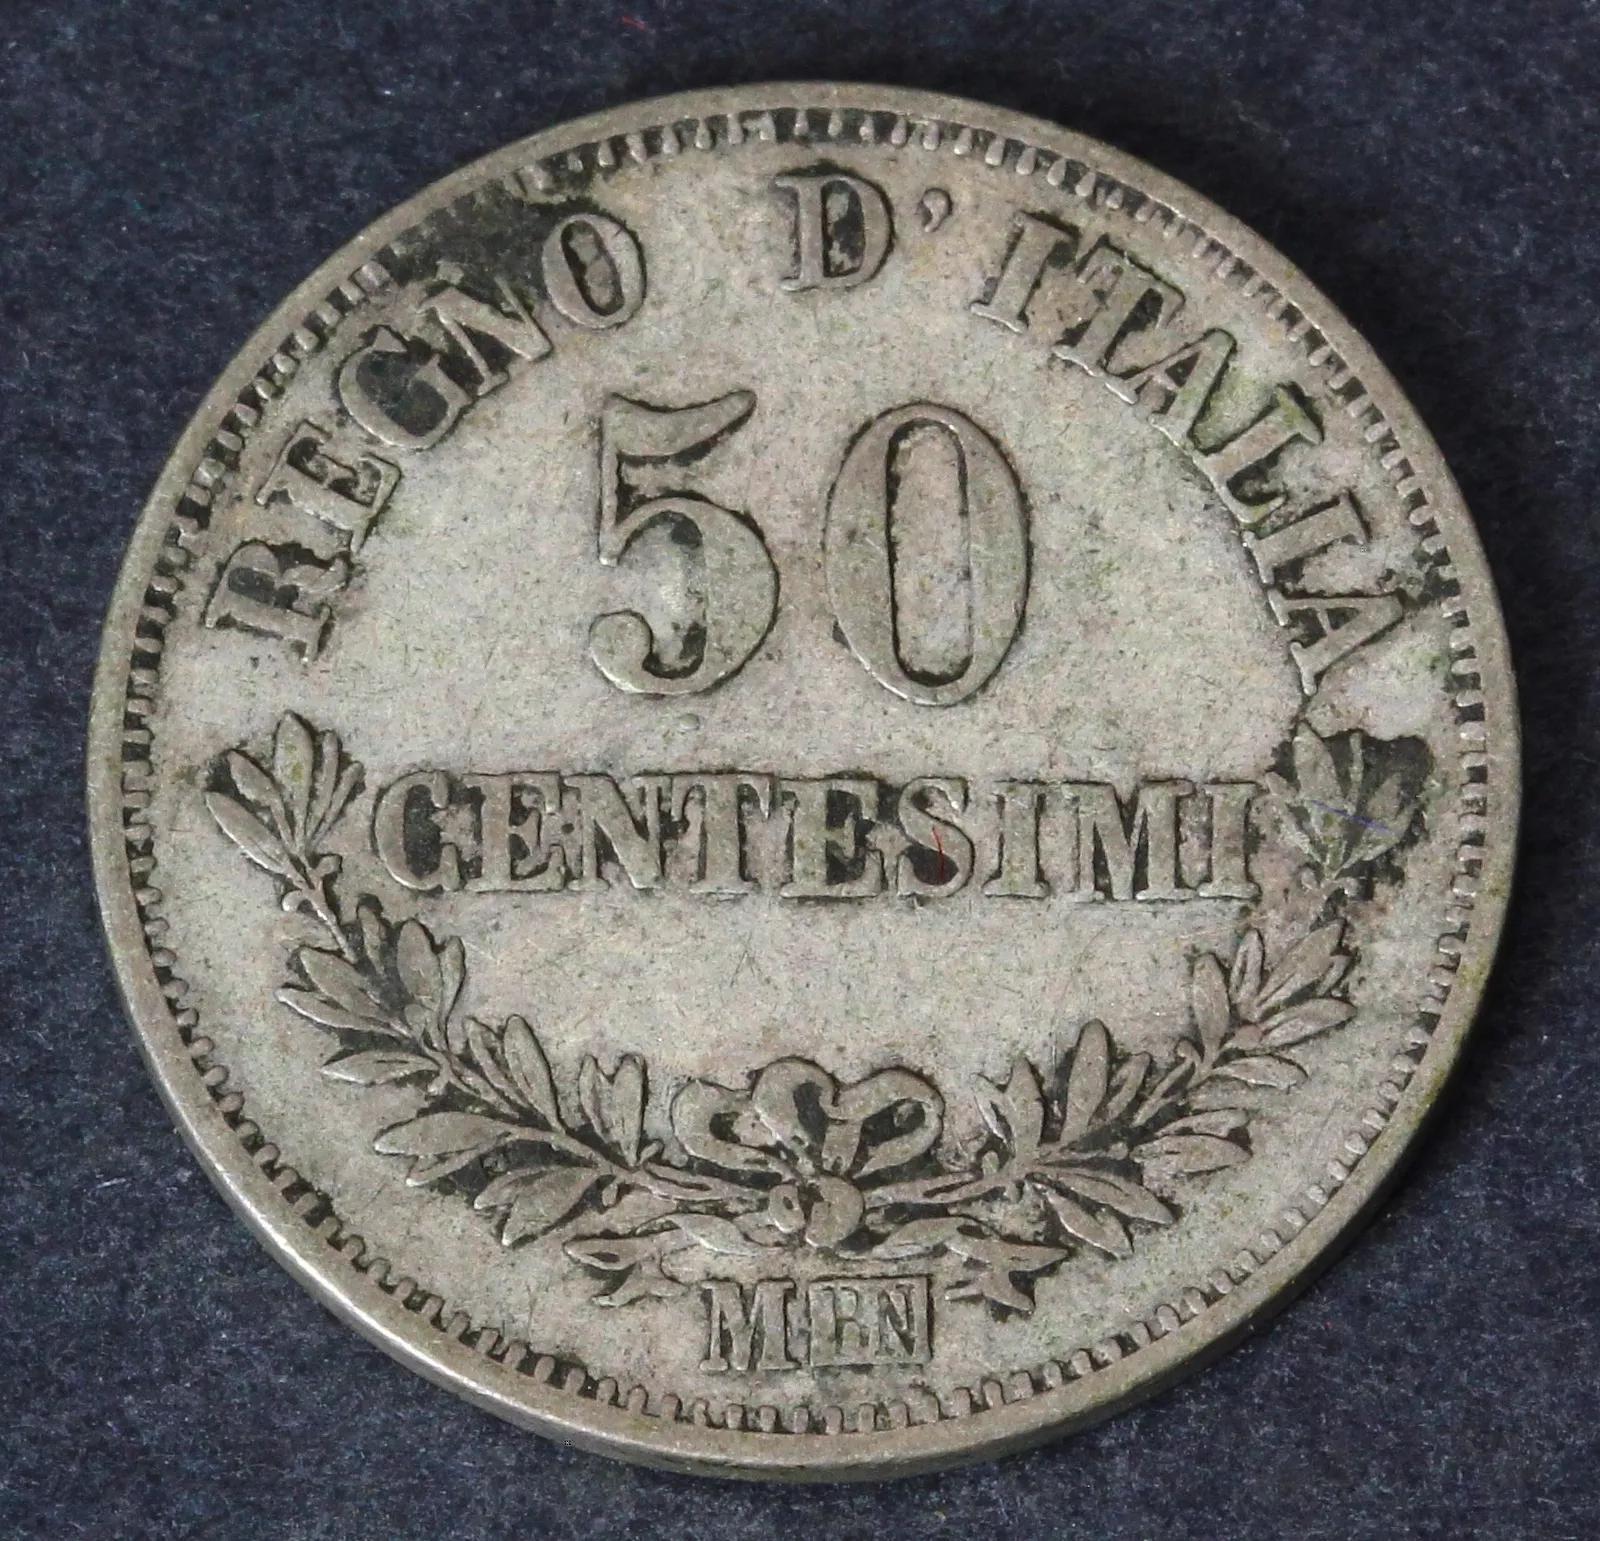 REGNO D'ITALIA
50
CENTESIMI
M BN